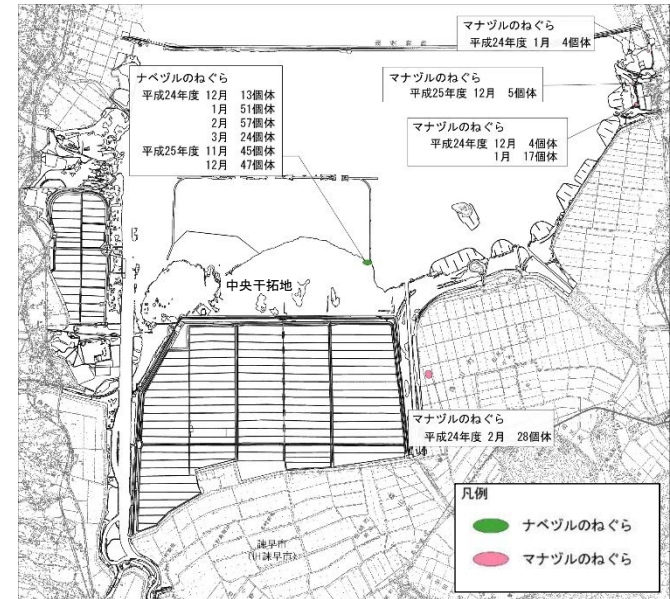 マナヅルのねぐら
平成24年度 1月 4個体
ナベヅルのねぐら
平成24年度 12月 13個体
1月 51個体
2月 57個体
3月 24個体
平成25年度 11月 45個体
12月 47個体
マナヅルのねぐら
平成25年度 12月 5個体
マナヅルのねぐら
平成24年度 12月 4個体
1月 17個体
中央干拓地
マナヅルのねぐら
平成24年度 2月 28個体
諫早市
(旧諫早市)
凡例
ナベヅルのねぐら
マナヅルのねぐら